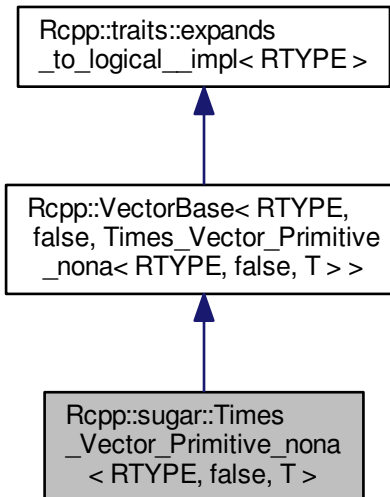 Rcpp::traits::expands
_to_logical__impl< RTYPE >
Rcpp::VectorBase< RTYPE,
false, Times_Vector_Primitive
_nona< RTYPE, false, T > >
Rcpp::sugar::Times
_Vector_Primitive_nona
< RTYPE, false, T >